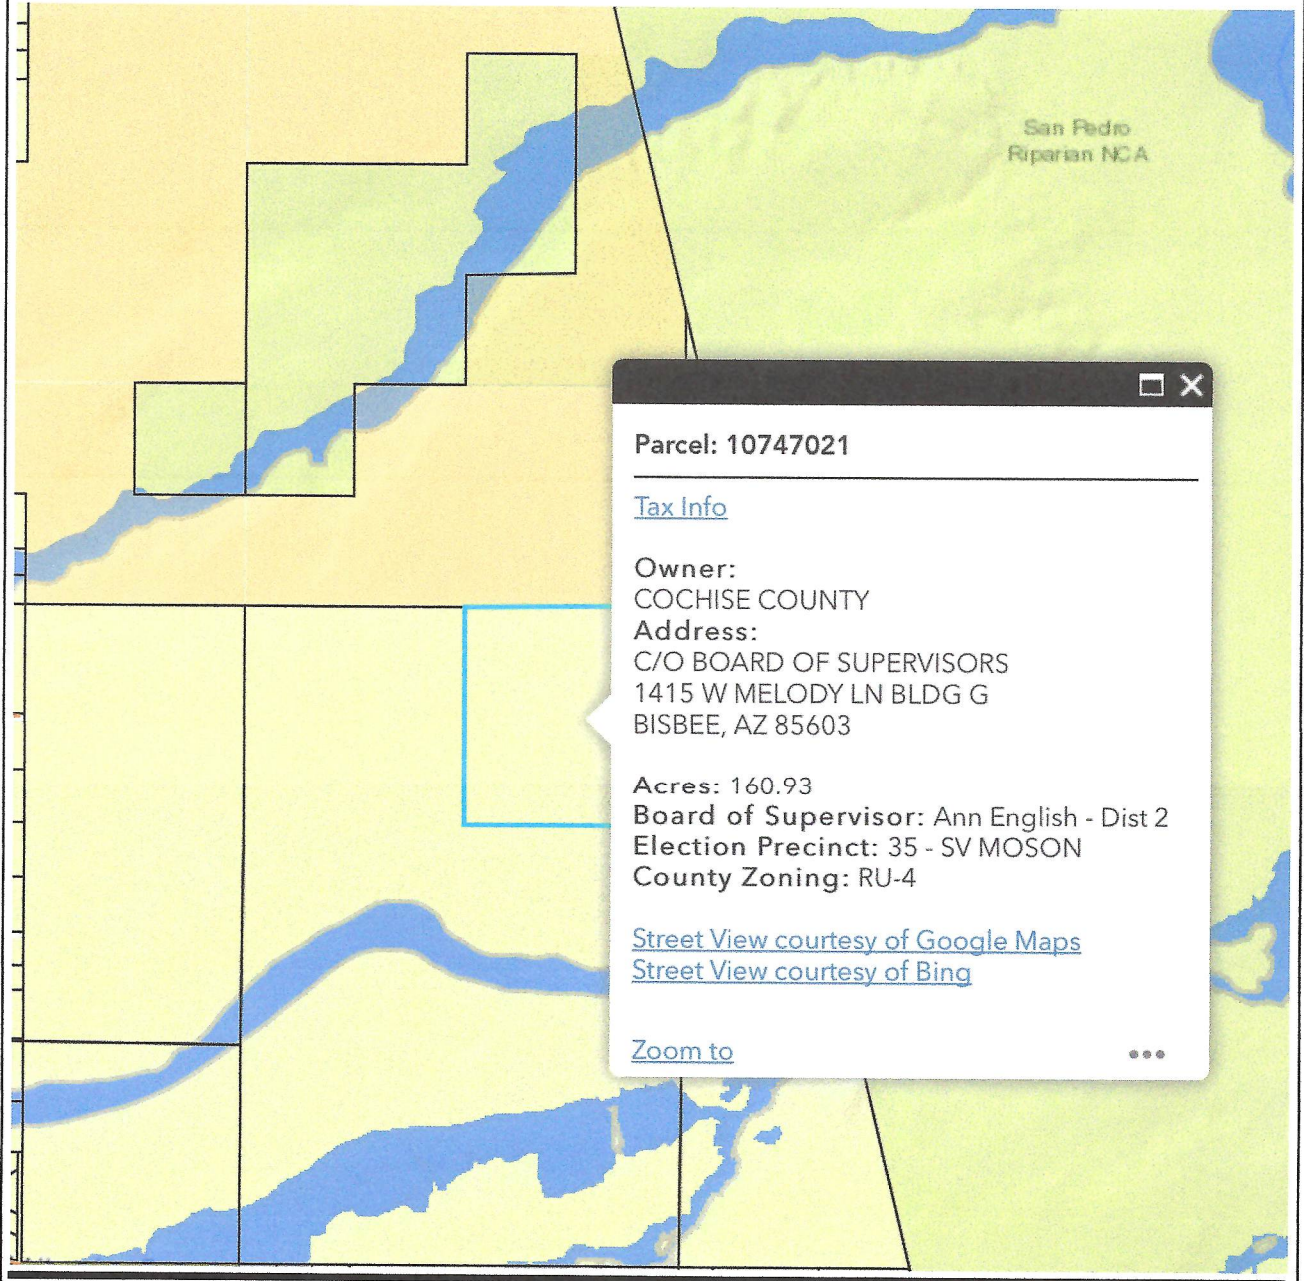 San Pedro
Riparian NCA
Parcel: 10747021
Tax Info
Owner:
COCHISE COUNTY
Address:
C/O BOARD OF SUPERVISORS
1415 W MELODY LN BLDG G
BISBEE, AZ 85603
Acres: 160.93
Board of Supervisor: Ann English - Dist 2
Election Precinct: 35 - SV MOSON
County Zoning: RU-4
Street View courtesy of Google Maps
Street View courtesy of Bing
Zoom to